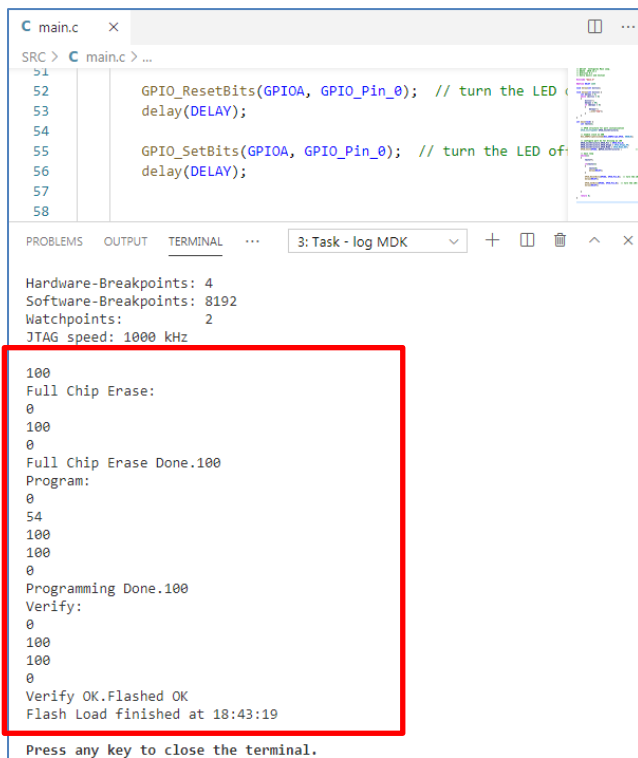 C main.c ×
SRC > C main.c > ...
51
52 GPIO_ResetBits(GPIOA, GPIO_Pin_0); // turn the LED
53 delay(DELAY);
54
55 GPIO_SetBits(GPIOA, GPIO_Pin_0); // turn the LED off
56 delay(DELAY);
57
58
PROBLEMS OUTPUT TERMINAL ... 3: Task - log MDK
Hardware-Breakpoints: 4
Software-Breakpoints: 8192
Watchpoints: 2
JTAG speed: 1000 kHz
100
Full Chip Erase:
0
100
0
Full Chip Erase Done.100
Program:
0
54
100
100
0
Programming Done.100
Verify:
0
100
100
0
Verify OK.Flashed OK
Flash Load finished at 18:43:19
Press any key to close the terminal.